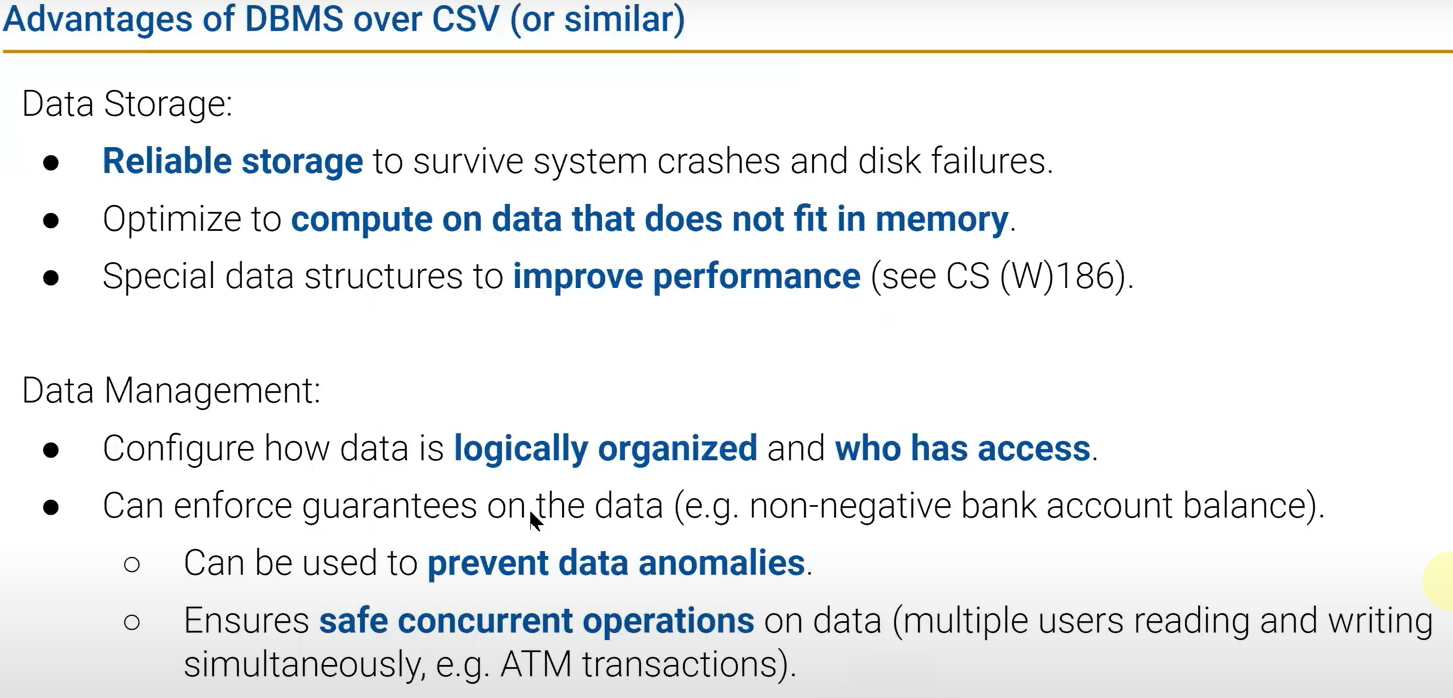 Advantages of DBMS over CSV (or similar)
Data Storage:
● Reliable storage to survive system crashes and disk failures.
● Optimize to compute on data that does not fit in memory.
● Special data structures to improve performance (see CS (W)186).
Data Management:
● Configure how data is logically organized and who has access.
● Can enforce guarantees on the data (e.g. non-negative bank account balance).
○ Can be used to prevent data anomalies.
○ Ensures safe concurrent operations on data (multiple users reading and writing
simultaneously, e.g. ATM transactions).